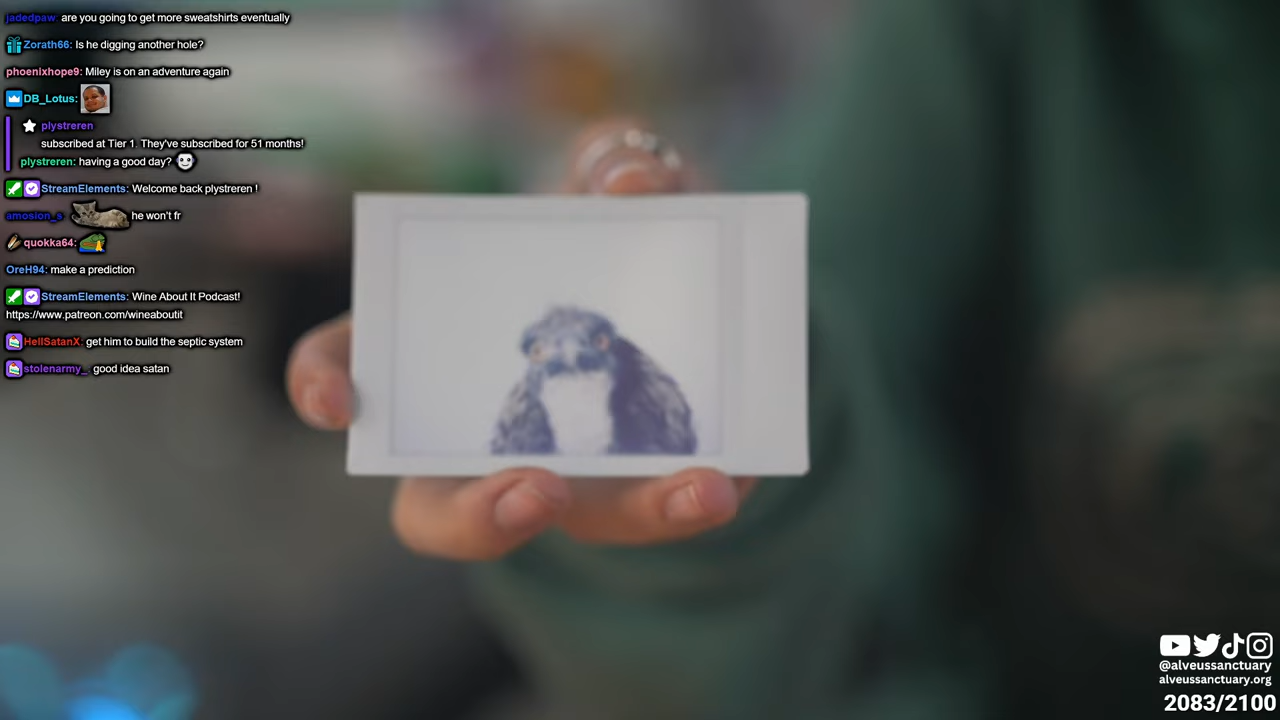 jadedpaw: are you going to get more sweatshirts eventually
Zorath66: Is he digging another hole?
phoenixhope9: Miley is on an adventure again
DB_Lotus:
plystreren
subscribed at Tier 1. They've subscribed for 51 months!
plystreren: having a good day?
StreamElements: Welcome back plystreren !
amosion_s he won't fr
quokka64:
OreH94: make a prediction
StreamElements: Wine About It Podcast!
https://www.patreon.com/wineaboutit
HellSatanX: get him to build the septic system
stolenarmy_: good idea satan
@alveussanctuary
alveussanctuary.org
2083/2100